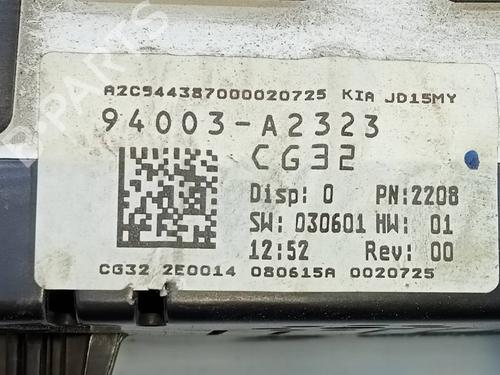 B-PARTS
A2C944387000020725 KIA JD15MY
94003-A2323
CG32
Disp: 0 PN:2208
SW: 030601 HW: 01
12:52 Rev: 00
CG32 2E0014 080615A 0020725